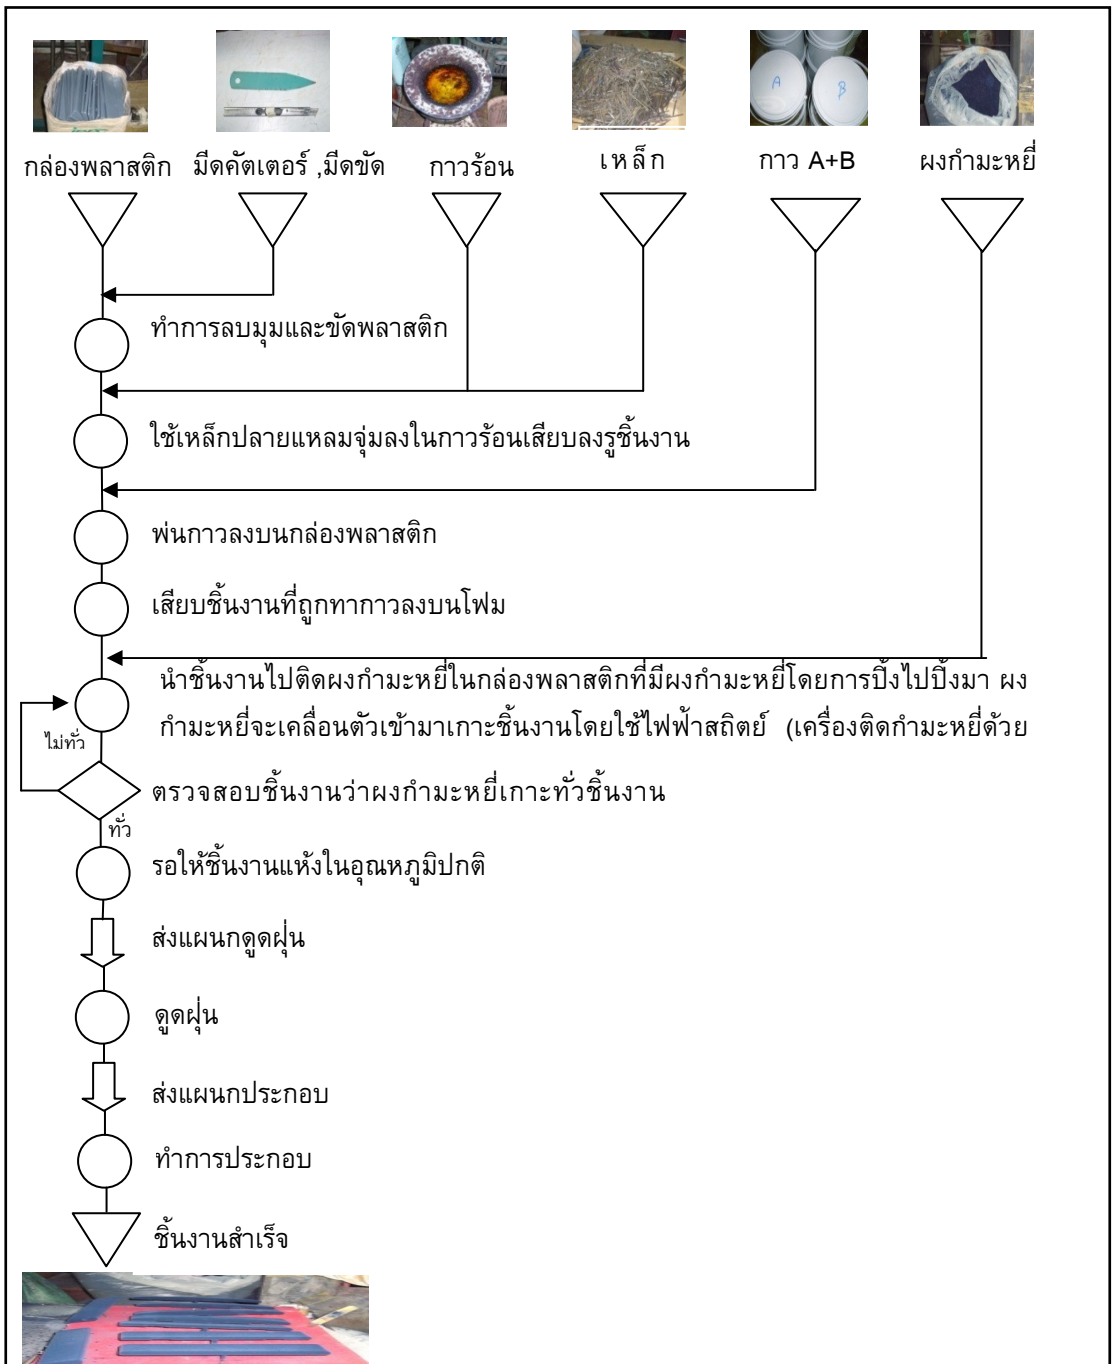 กล่องพลาสติก มีดคัตเตอร์ ,มีดขัด กาวร้อน เหล็ก กาว A+B ผงกำมะหยี่
ทำการลบมุมและขัดพลาสติก
ใช้เหล็กปลายแหลมจุ่มลงในกาวร้อนเสียบลงรูชิ้นงาน
พ่นกาวลงบนกล่องพลาสติก
เสียบชิ้นงานที่ถูกทากาวลงบนโฟม
นำชิ้นงานไปติดผงกำมะหยี่ในกล่องพลาสติกที่มีผงกำมะหยี่โดยการปิ้งไปปิ้งมา ผง
กำมะหยี่จะเคลื่อนตัวเข้ามาเกาะชิ้นงานโดยใช้ไฟฟ้าสถิตย์ (เครื่องติดกำมะหยี่ด้วย
ไม่ทั่ว
ตรวจสอบชิ้นงานว่าผงกำมะหยี่เกาะทั่วชิ้นงาน
ทั่ว
รอให้ชิ้นงานแห้งในอุณหภูมิปกติ
ส่งแผนกดูดฝุ่น
ดูดฝุ่น
ส่งแผนกประกอบ
ทำการประกอบ
ชิ้นงานสำเร็จ